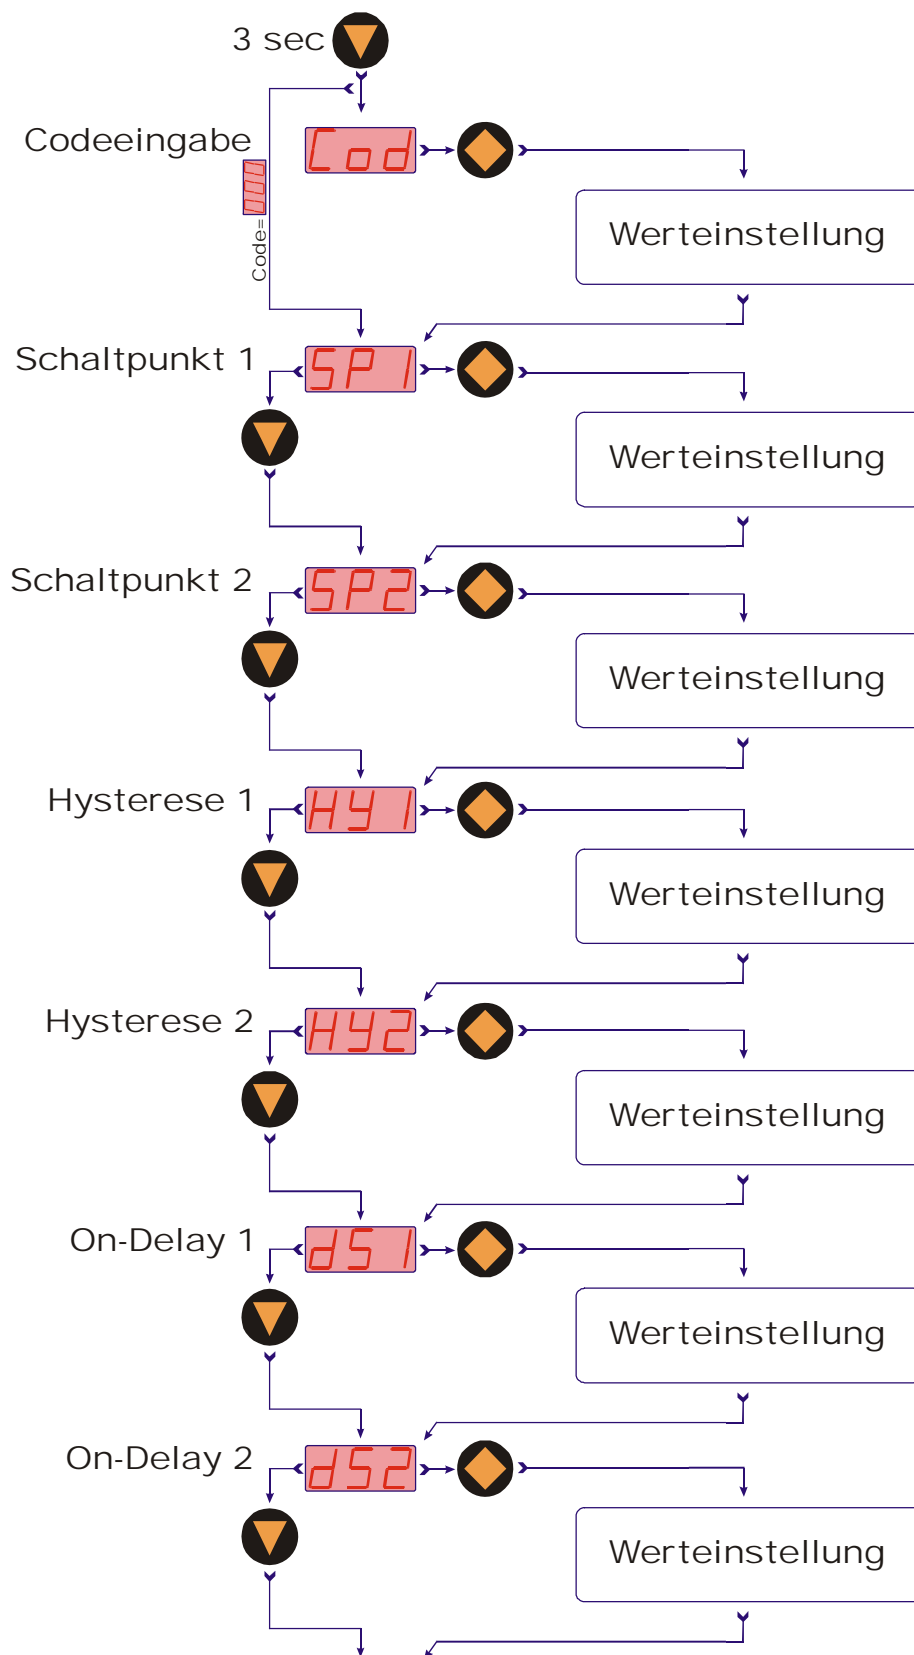 3 sec
Codeeingabe
Cod
Code=000
Werteinstellung
Schaltpunkt 1
SP1
Werteinstellung
Schaltpunkt 2
SP2
Werteinstellung
Hysterese 1
HY1
Werteinstellung
Hysterese 2
HY2
Werteinstellung
On-Delay 1
dS1
Werteinstellung
On-Delay 2
dS2
Werteinstellung